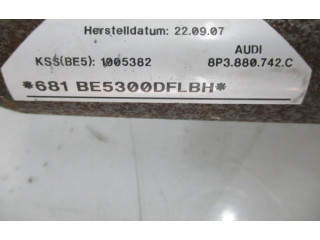 Herstelldatum: 22.09.07
AUDI
KSS(BE5): 1005382 8P3.880.742.C
*681 BE5300DFLBH*